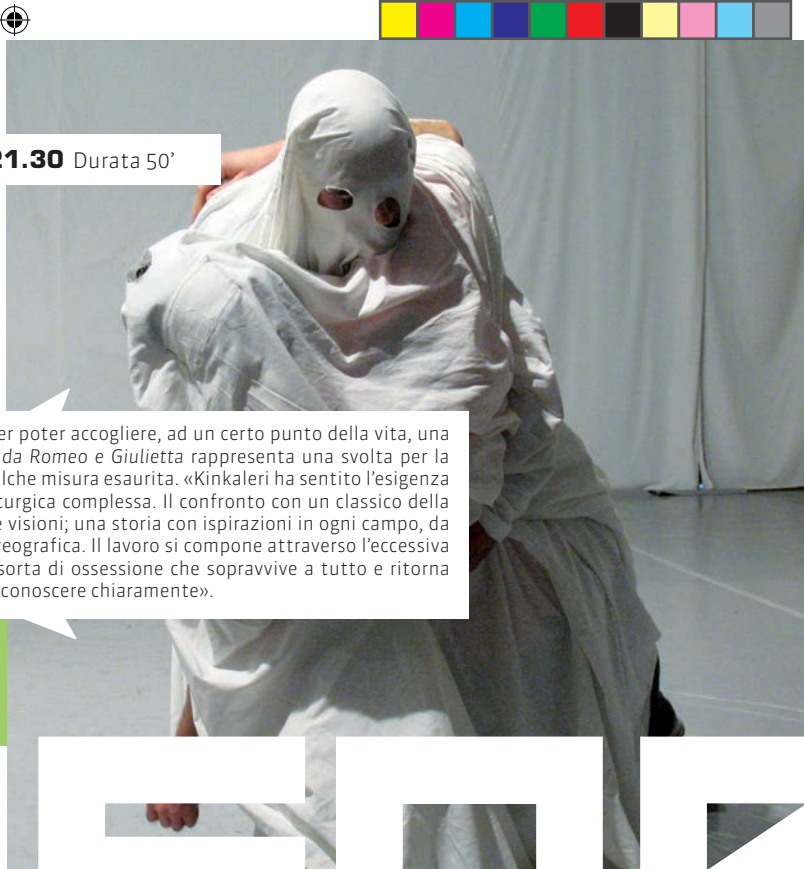 21.30 Durata 50’
er poter accogliere, ad un certo punto della vita, una
da Romeo e Giulietta rappresenta una svolta per la
lche misura esaurita. «Kinkaleri ha sentito l’esigenza
turgica complessa. Il confronto con un classico della
e visioni; una storia con ispirazioni in ogni campo, da
reografica. Il lavoro si compone attraverso l’eccessiva
sorta di ossessione che sopravvive a tutto e ritorna
conoscere chiaramente».